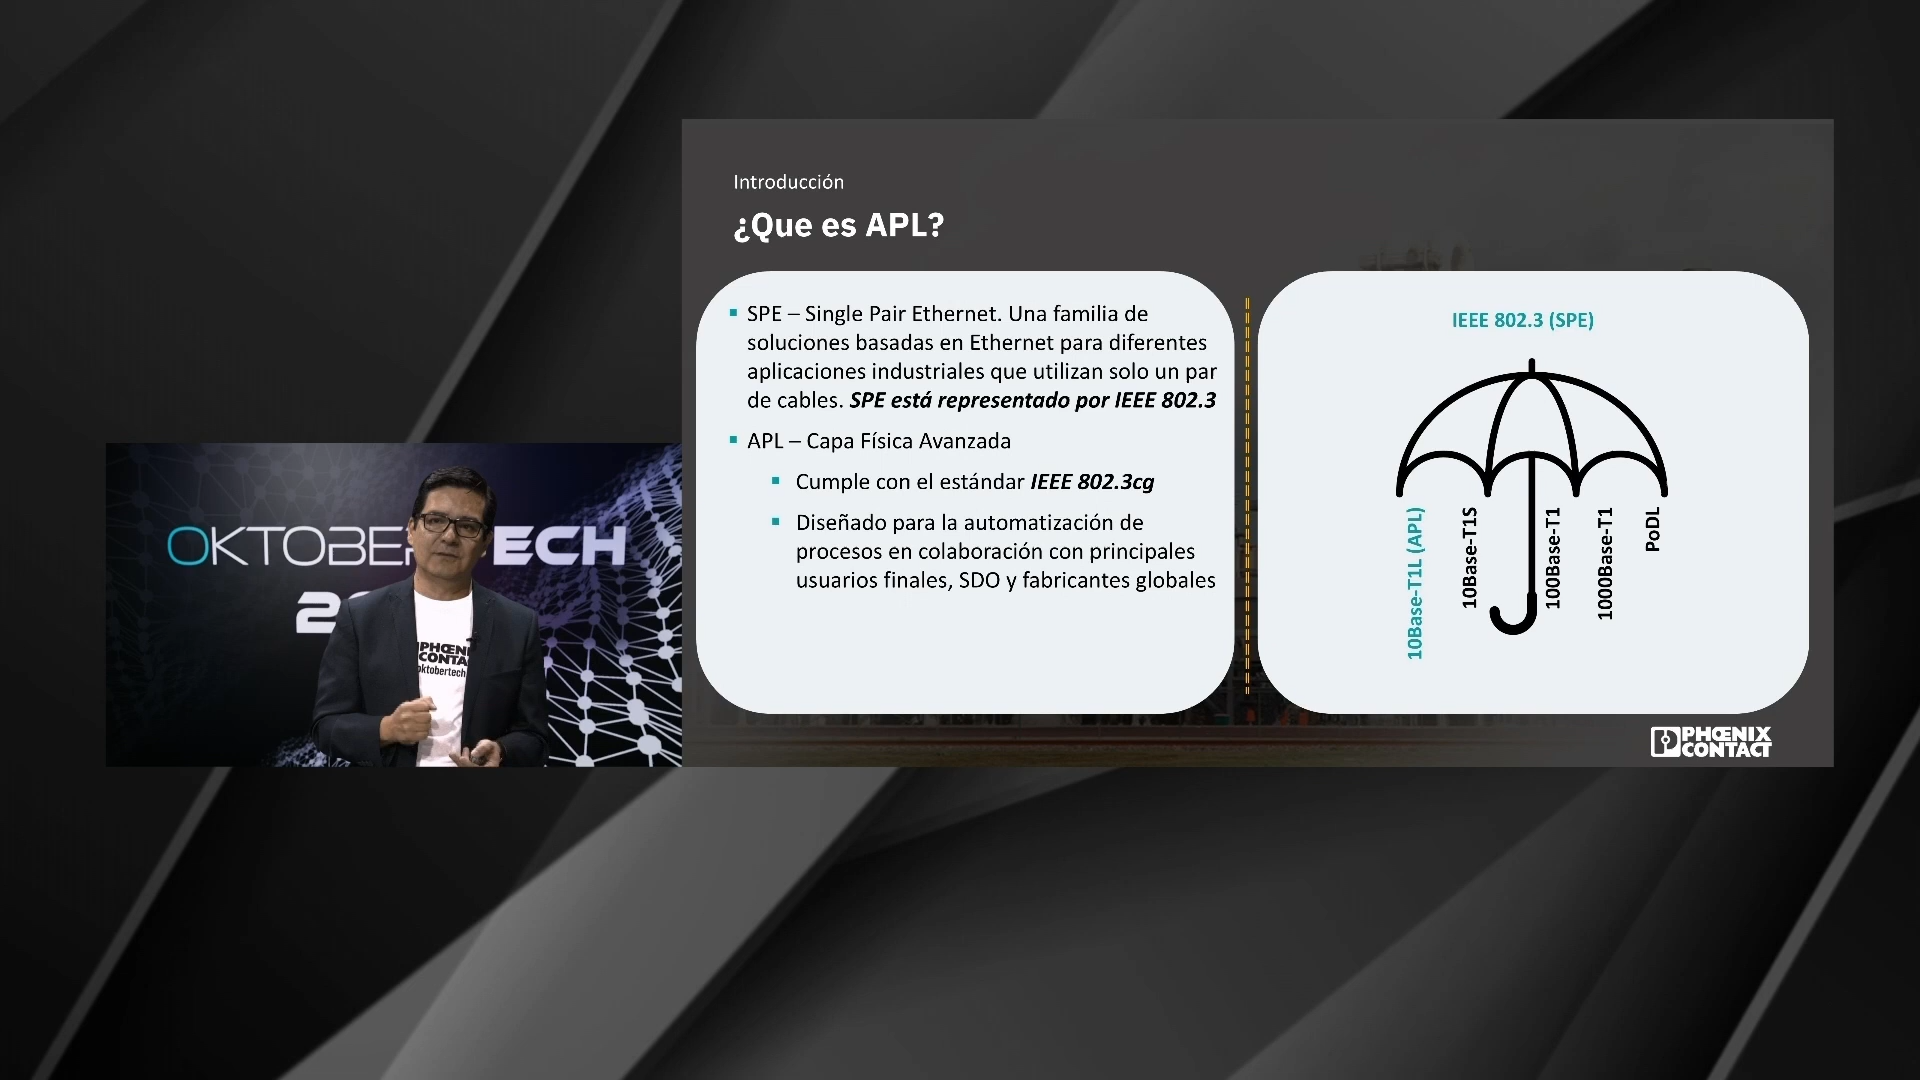 Introducción
¿Que es APL?
SPE – Single Pair Ethernet. Una familia de
soluciones basadas en Ethernet para diferentes
aplicaciones industriales que utilizan solo un par
de cables. SPE está representado por IEEE 802.3
APL – Capa Física Avanzada
Cumple con el estándar IEEE 802.3cg
Diseñado para la automatización de
procesos en colaboración con principales
usuarios finales, SDO y fabricantes globales
IEEE 802.3 (SPE)
10Base-T1L (APL)
10Base-T1S
100Base-T1
1000Base-T1
PoDL
PHŒNIX
CONTACT
OKTOBER ECH
2
PHŒNI
CONTA
oktobertech